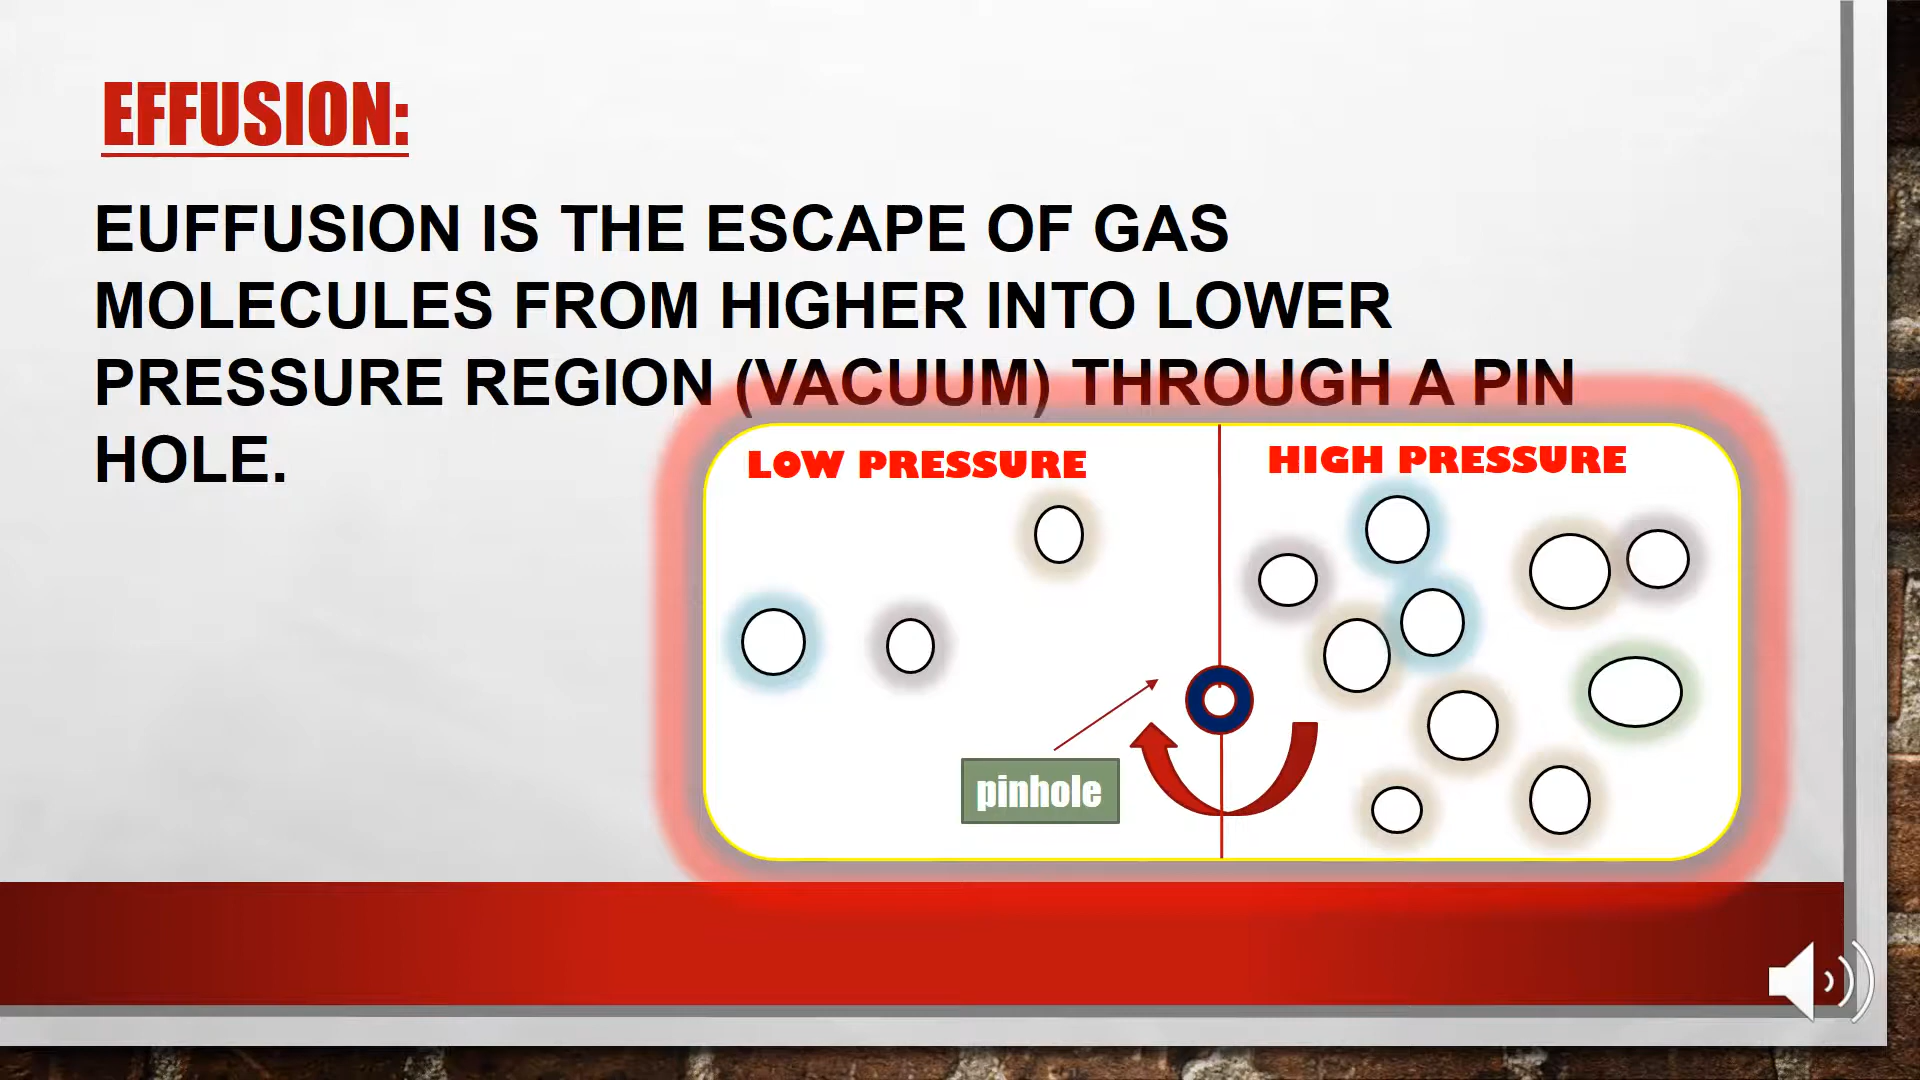 EFFUSION:
EUFFUSION IS THE ESCAPE OF GAS
MOLECULES FROM HIGHER INTO LOWER
PRESSURE REGION (VACUUM) THROUGH A PIN
HOLE.
LOW PRESSURE
HIGH PRESSURE
pinhole